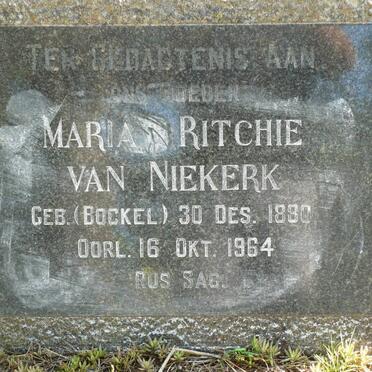 TER GEDAGTENIS AAN
ONS MOEDER
MARIA RITCHIE
VAN NIEKERK
GEB. (BOCKEL) 30 DES. 1880
OORL. 16 OKT. 1964
RUS SAG.